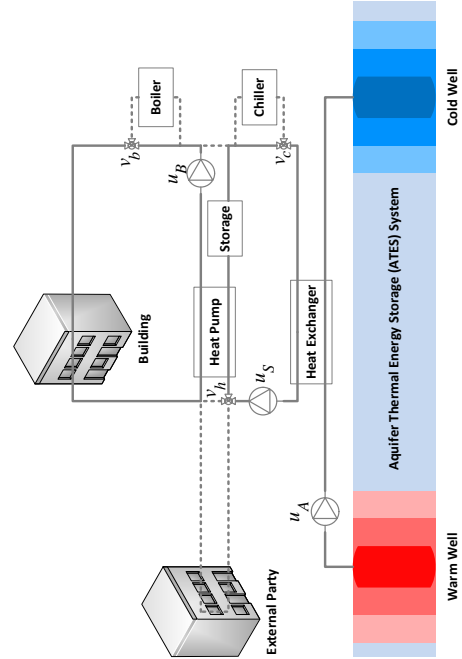 Boiler
Chiller
v_b
v_c
u_B
Storage
Building
Heat Pump
Heat Exchanger
v_h
u_S
u_A
External Party
Aquifer Thermal Energy Storage (ATES) System
Cold Well
Warm Well